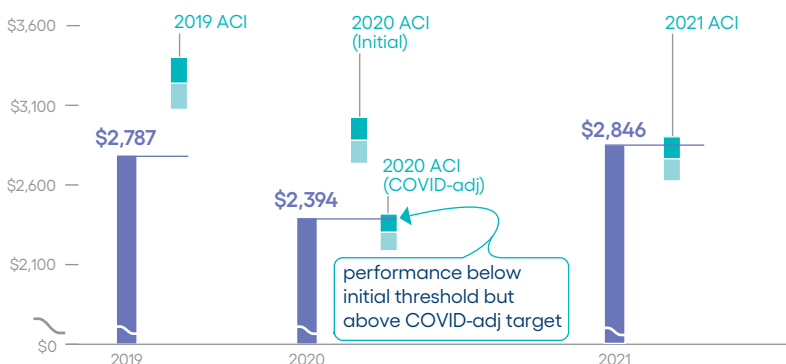 $3,600
2019 ACI
2020 ACI
(Initial)
2021 ACI
$3,100
$2,787
$2,846
2020 ACI
(COVID-adj)
$2,600
$2,394
$2,100
performance below
initial threshold but
above COVID-adj target
$0
2019
2020
2021